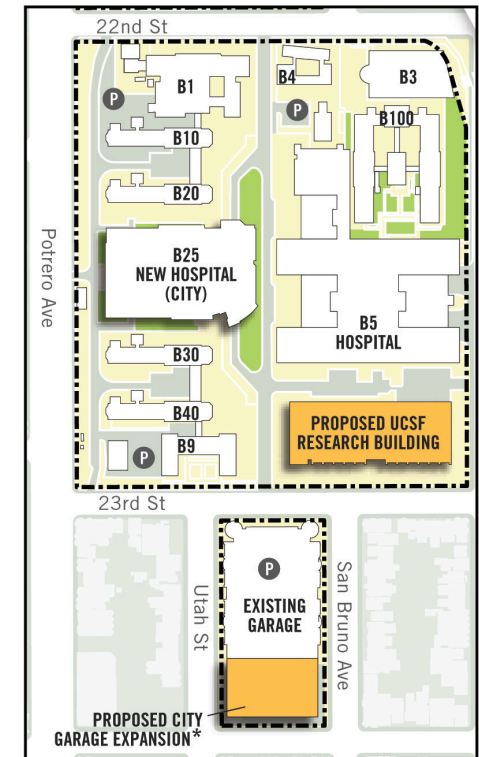 22nd St
B1
B4
B3
P
P
B100
B10
B20
Potrero Ave
B25
NEW HOSPITAL
(CITY)
B5
HOSPITAL
B30
B40
B9
P
PROPOSED UCSF
RESEARCH BUILDING
23rd St
Utah St
San Bruno Ave
P
EXISTING
GARAGE
PROPOSED CITY
GARAGE EXPANSION*